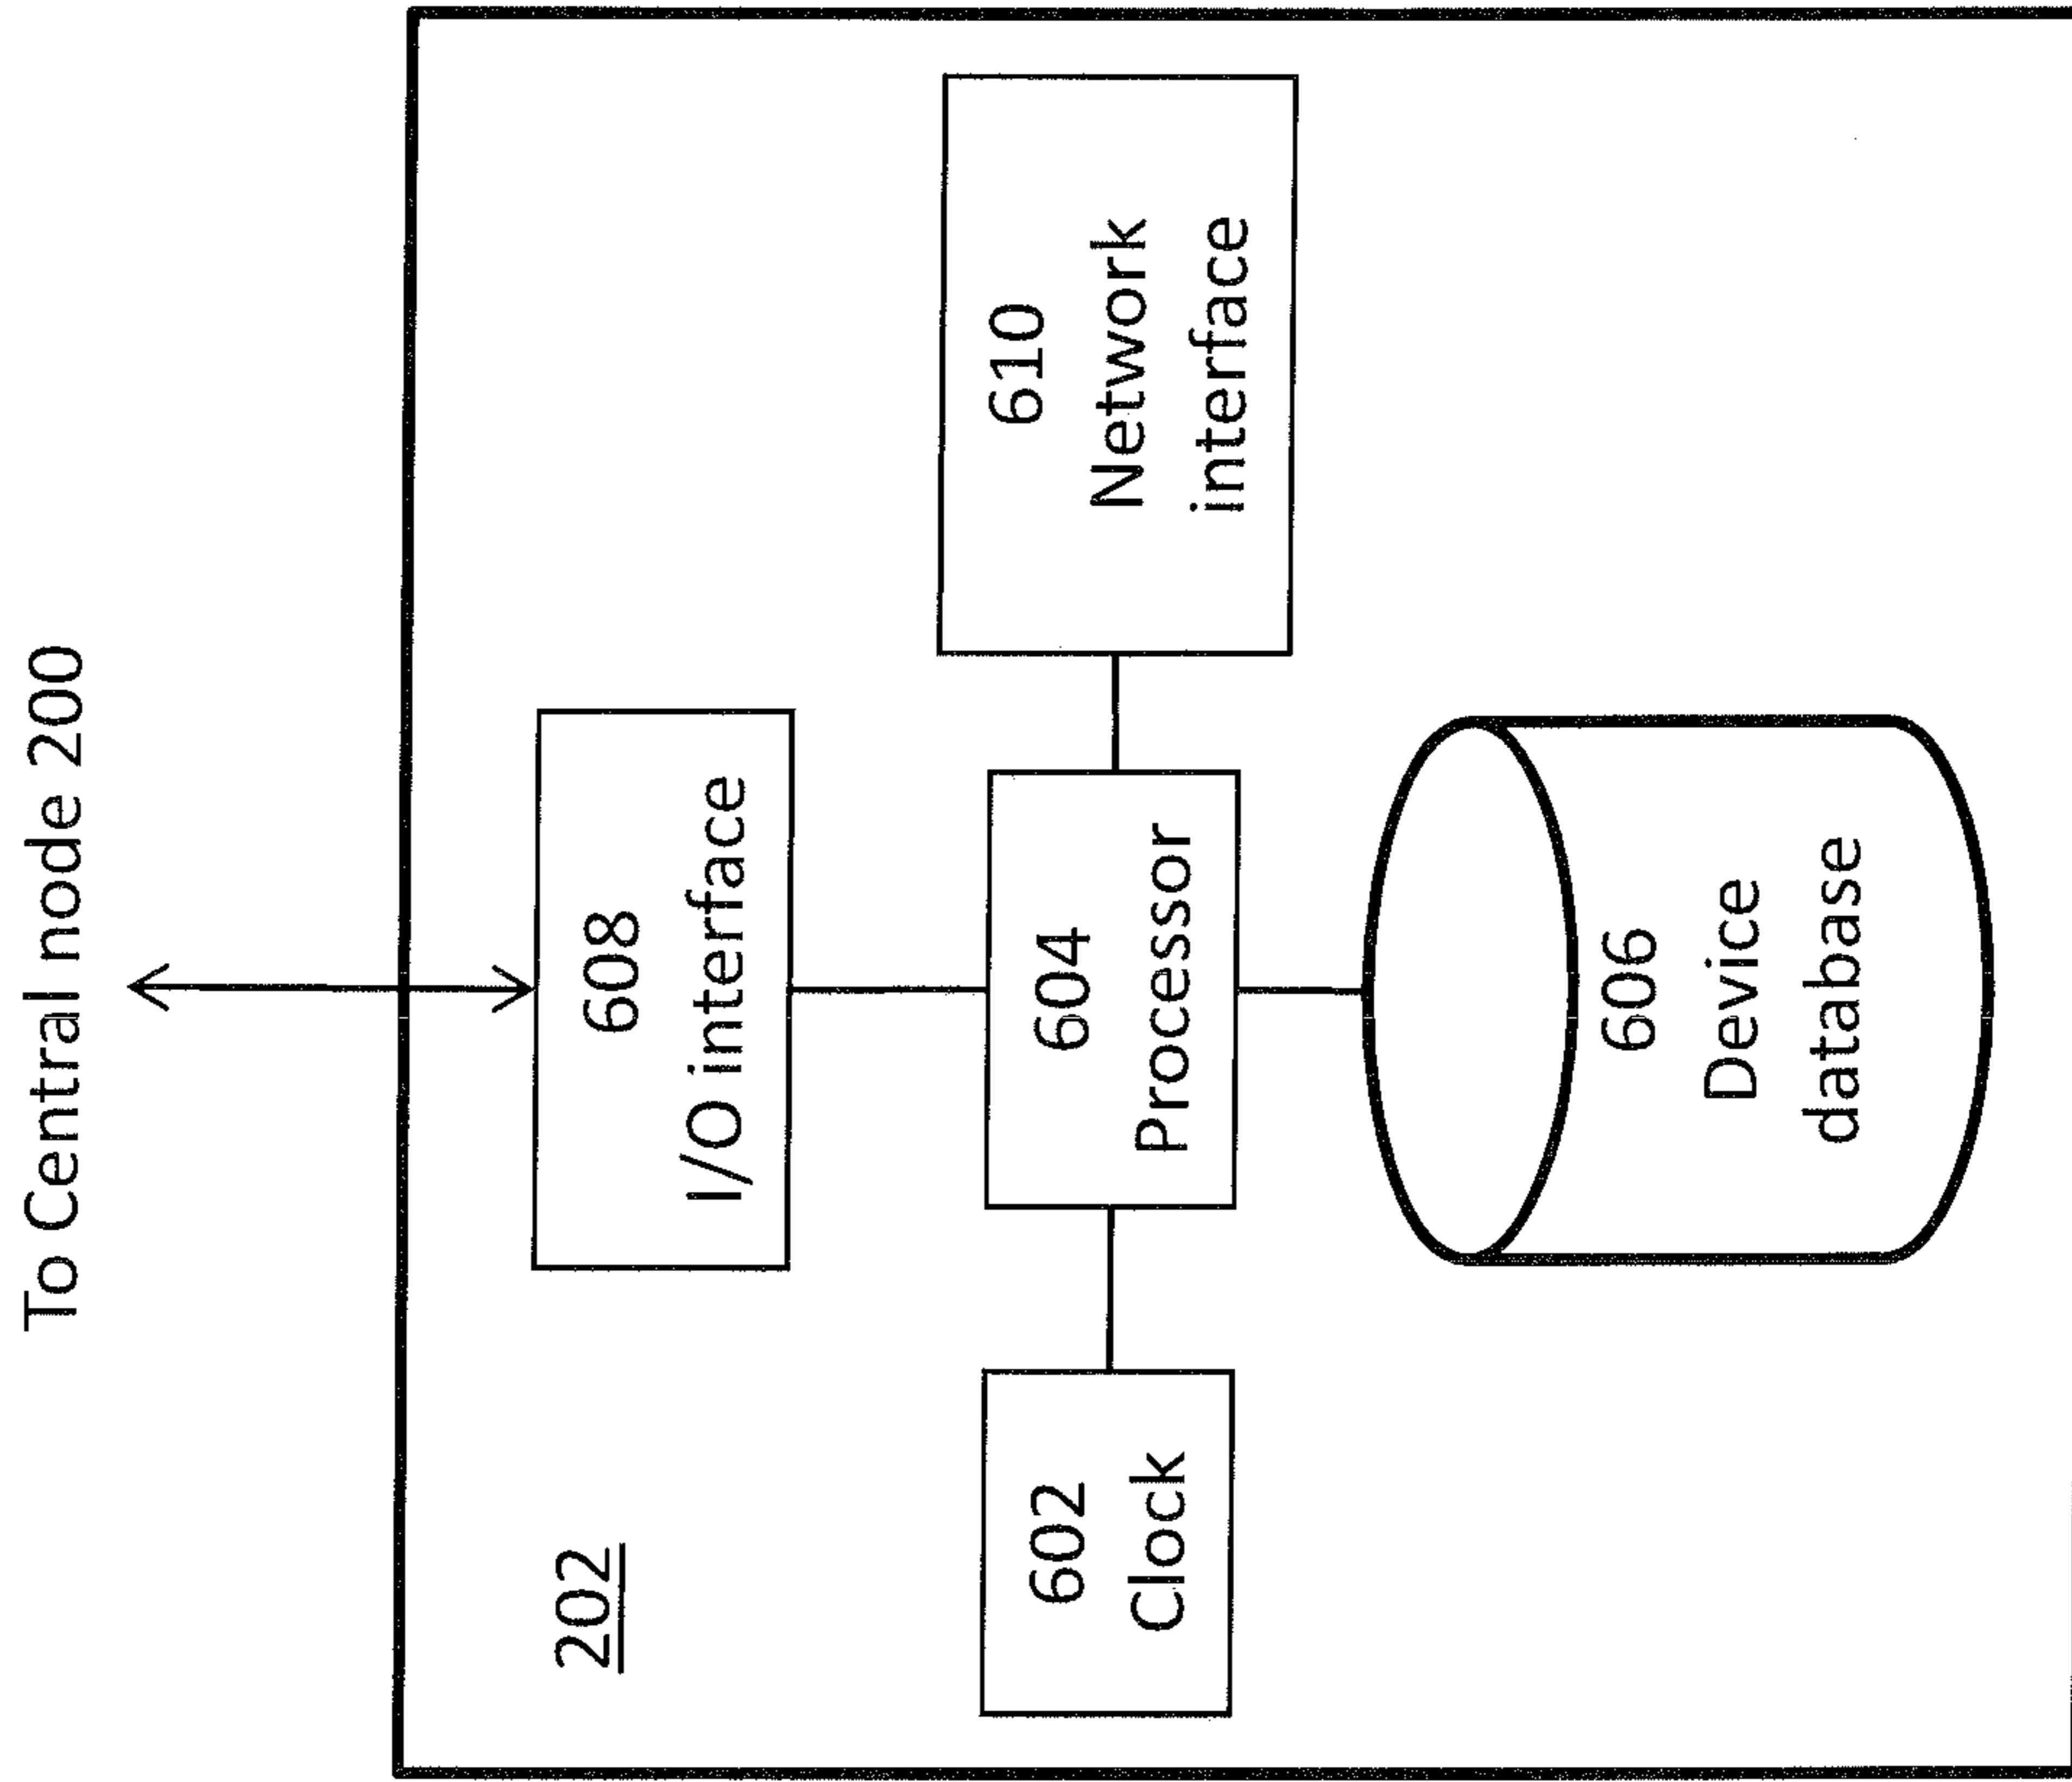 To Central node 200
202
608
I/O interface
602
Clock
604
Processor
610
Network
interface
606
Device
database